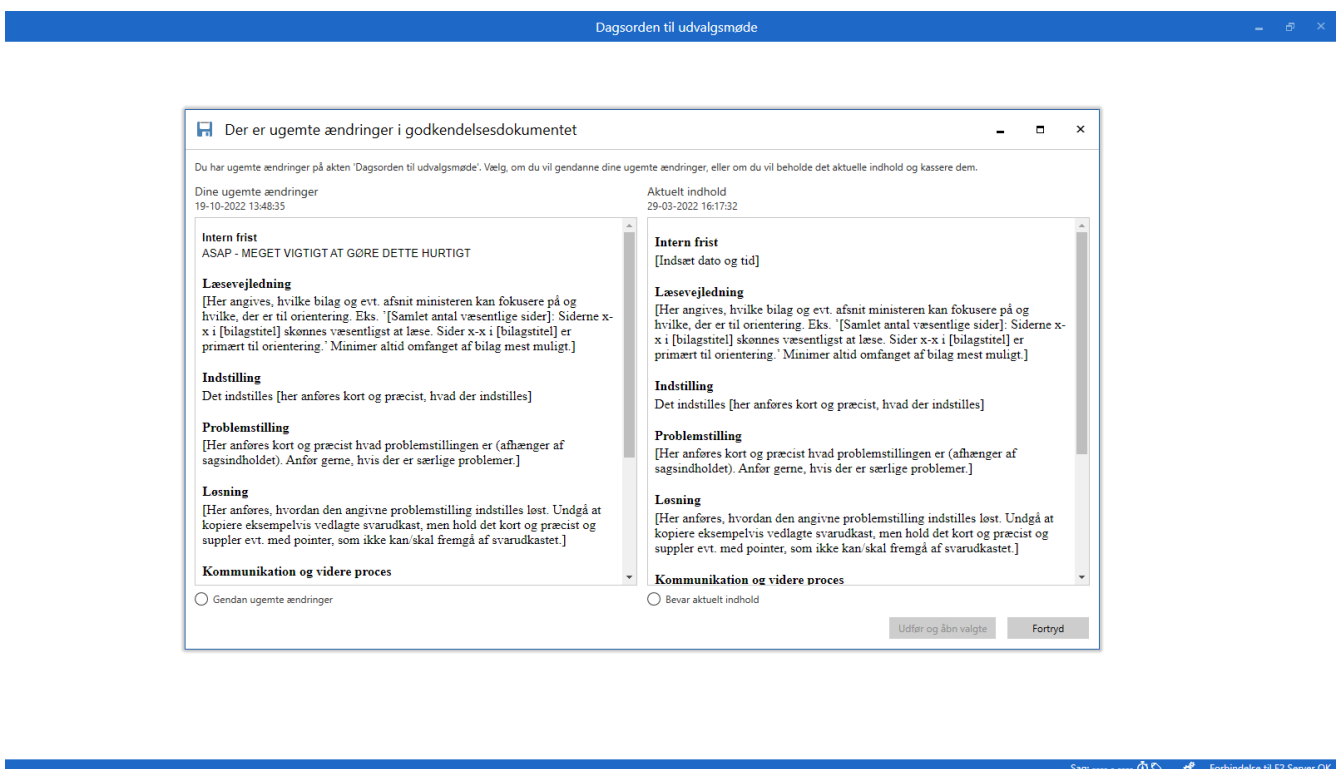 Dagsorden til udvalgsmøde
Der er ugemte ændringer i godkendelsesdokumentet
Du har ugemte ændringer på akten 'Dagsorden til udvalgsmøde'. Vælg, om du vil gendanne dine ugemte ændringer, eller om du vil beholde det aktuelle indhold og kassere dem.
Dine ugemte ændringer
19-10-2022 13:48:35
Intern frist
ASAP - MEGET VIGTIGT AT GØRE DETTE HURTIGT
Læsevejledning
[Her angives, hvilke bilag og evt. afsnit ministeren kan fokusere på og
hvilke, der er til orientering. Eks. `[Samlet antal væsentlige sider]: Siderne x-
x i [bilagstitel] skønnes væsentligst at læse. Sider x-x i [bilagstitel] er
primært til orientering.' Minimer altid omfanget af bilag mest muligt.]
Indstilling
Det indstilles [her anføres kort og præcist, hvad der indstilles]
Problemstilling
[Her anføres kort og præcist hvad problemstillingen er (afhænger af
sagsindholdet). Anfør gerne, hvis der er særlige problemer.]
Løsning
[Her anføres, hvordan den angivne problemstilling indstilles løst. Undgå at
kopiere eksempelvis vedlagte svarudkast, men hold det kort og præcist og
suppler evt. med pointer, som ikke kan/skal fremgå af svarudkastet.]
Kommunikation og videre proces
Gendan ugemte ændringer
Aktuelt indhold
29-03-2022 16:17:32
Intern frist
[Indsæt dato og tid]
Læsevejledning
[Her angives, hvilke bilag og evt. afsnit ministeren kan fokusere på og
hvilke, der er til orientering. Eks. `[Samlet antal væsentlige sider]: Siderne x-
x i [bilagstitel] skønnes væsentligst at læse. Sider x-x i [bilagstitel] er
primært til orientering.' Minimer altid omfanget af bilag mest muligt.]
Indstilling
Det indstilles [her anføres kort og præcist, hvad der indstilles]
Problemstilling
[Her anføres kort og præcist hvad problemstillingen er (afhænger af
sagsindholdet). Anfør gerne, hvis der er særlige problemer.]
Løsning
[Her anføres, hvordan den angivne problemstilling indstilles løst. Undgå at
kopiere eksempelvis vedlagte svarudkast, men hold det kort og præcist og
suppler evt. med pointer, som ikke kan/skal fremgå af svarudkastet.]
Kommunikation og videre proces
Bevar aktuelt indhold
Udfør og åbn valgte
Fortryd
Sag: ---- - ----
Forbindelse til F2 Server OK